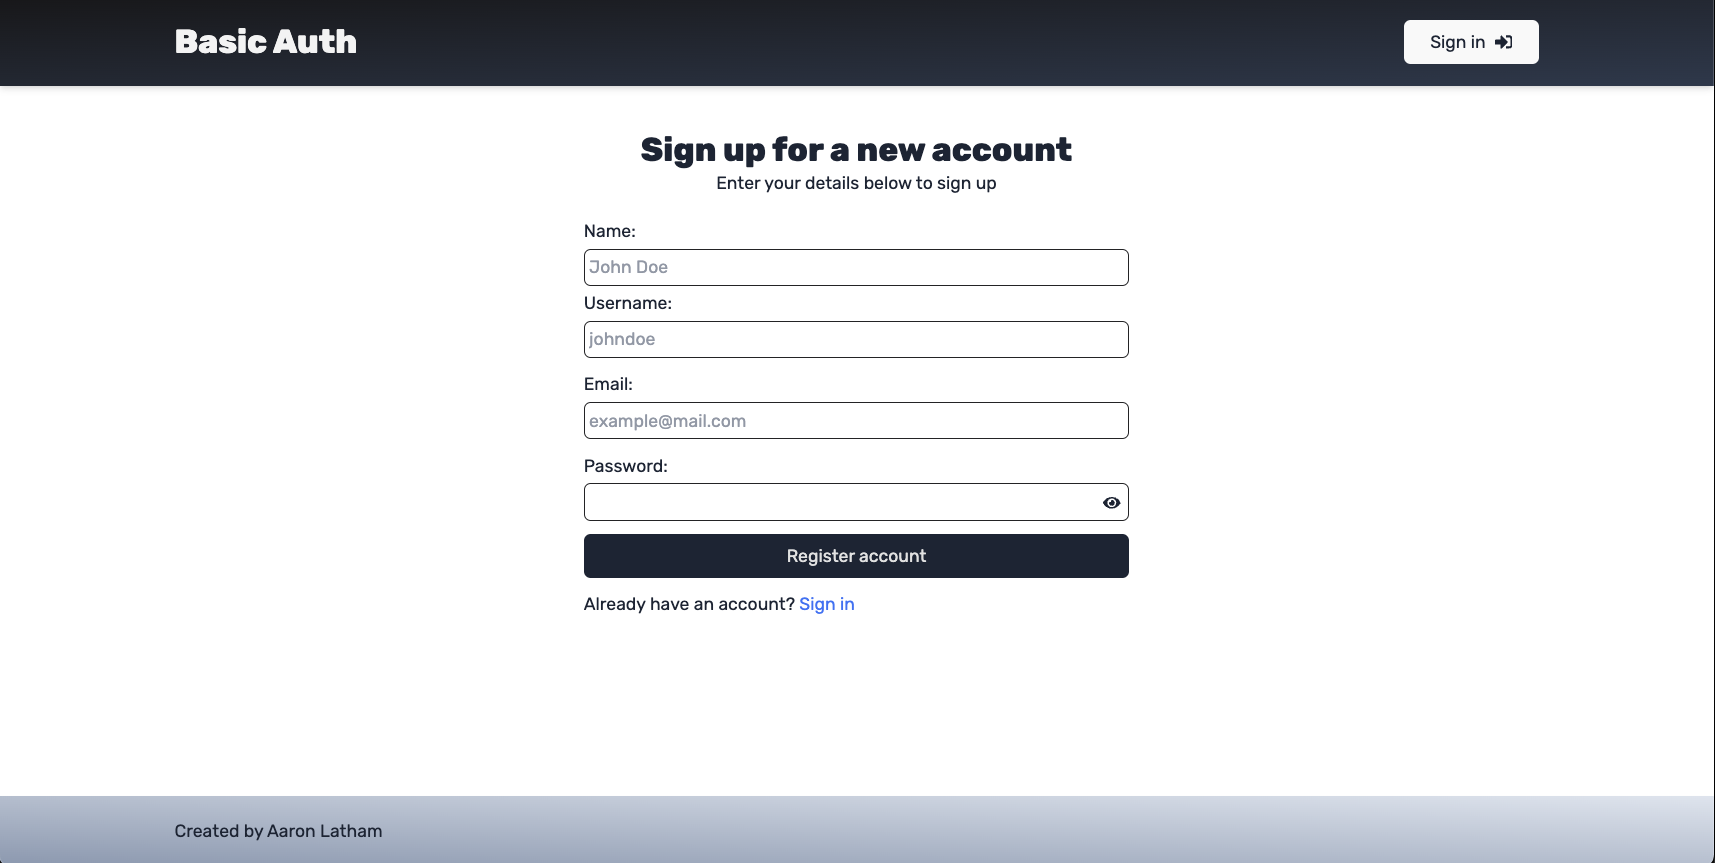 Basic Auth
Sign in
Sign up for a new account
Enter your details below to sign up
Name:
John Doe
Username:
johndoe
Email:
example@mail.com
Password:
Register account
Already have an account? Sign in
Created by Aaron Latham